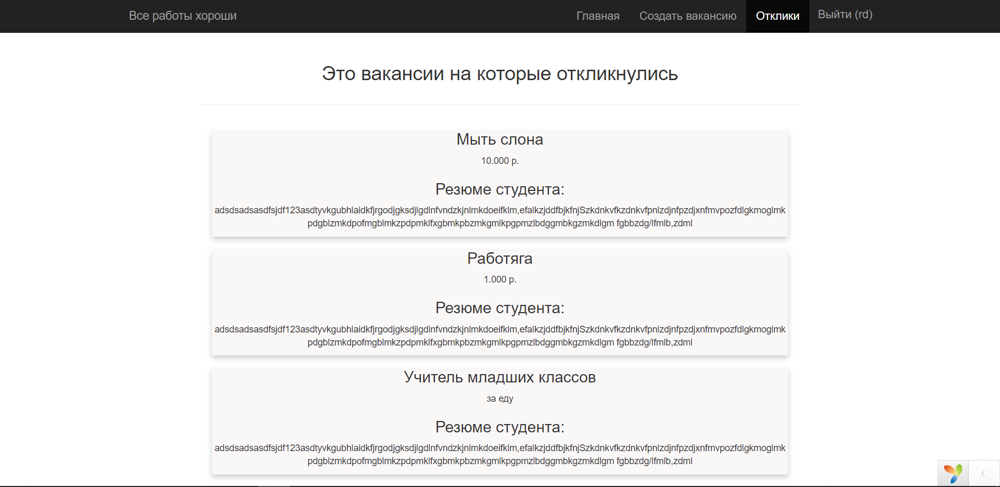 Все работы хороши
Главная
Создать вакансию
Отклики
Выйти (rd)
Это вакансии на которые откликнулись
Мыть слона
10.000 р.
Резюме студента:
adsdsadsasdfsjdf123asdtyvkgubhlaidkfjrgodjgksdjlgdlnfvndzkjnlmkdoeifklm,efalkzjddfbjkfnjSzkdnkvfkzdnkvfpnlzdjnfpzdjxnfmvpozfdlgkmoglmk
pdgblzmkdpofmgblmkzpdpmklfxgbmkpbzmkgmlkpgpmzlbdggmbkgzmkdlgm fgbbzdg/lfmlb,zdml
Работяга
1.000 р.
Резюме студента:
adsdsadsasdfsjdf123asdtyvkgubhlaidkfjrgodjgksdjlgdlnfvndzkjnlmkdoeifklm,efalkzjddfbjkfnjSzkdnkvfkzdnkvfpnlzdjnfpzdjxnfmvpozfdlgkmoglmk
pdgblzmkdpofmgblmkzpdpmklfxgbmkpbzmkgmlkpgpmzlbdggmbkgzmkdlgm fgbbzdg/lfmlb,zdml
Учитель младших классов
за еду
Резюме студента:
adsdsadsasdfsjdf123asdtyvkgubhlaidkfjrgodjgksdjlgdlnfvndzkjnlmkdoeifklm,efalkzjddfbjkfnjSzkdnkvfkzdnkvfpnlzdjnfpzdjxnfmvpozfdlgkmoglmk
pdgblzmkdpofmgblmkzpdpmklfxgbmkpbzmkgmlkpgpmzlbdggmbkgzmkdlgm fgbbzdg/lfmlb,zdml